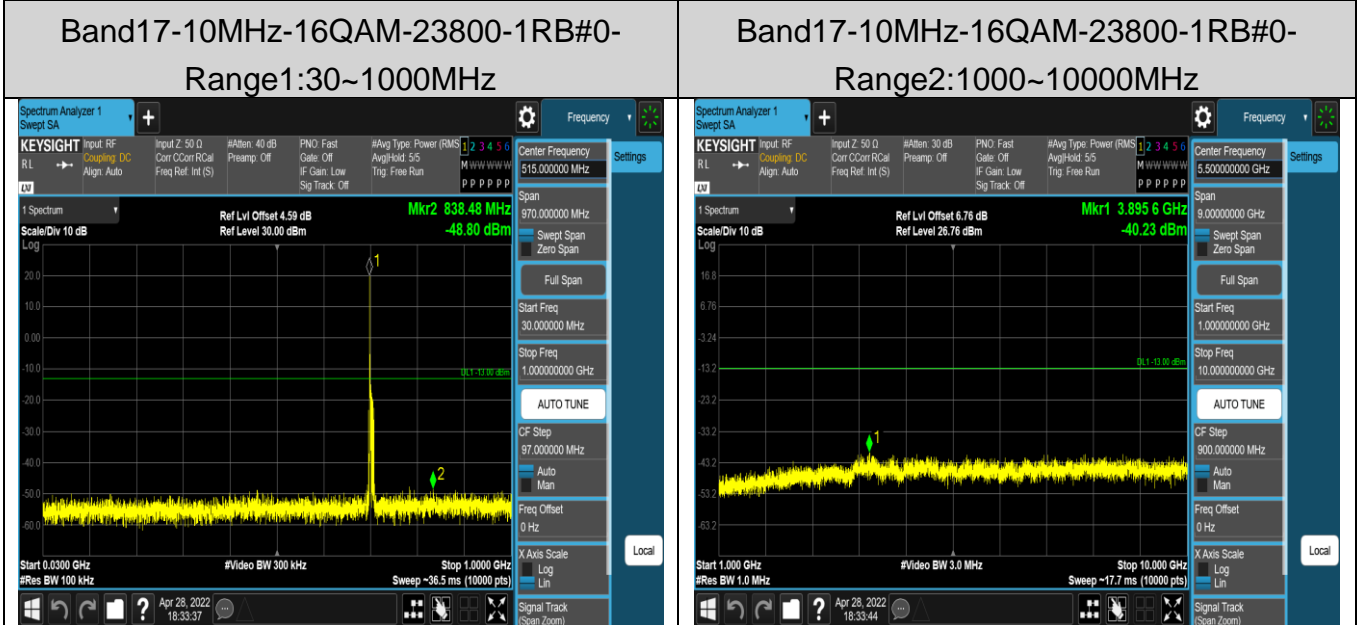 Band17-10MHz-16QAM-23800-1RB#0-
Range1:30~1000MHz
Spectrum Analyzer 1
Swept SA
+
Frequency
KEYSIGHT
RL
LXI
Input: RF
Coupling: DC
Align: Auto
Input Z: 50 Ω
Corr CCorr RCal
Freq Ref: Int (S)
#Atten: 40 dB
Preamp: Off
PNO: Fast
Gate: Off
IF Gain: Low
Sig Track: Off
#Avg Type: Power (RMS
Avg|Hold: 5/5
Trig: Free Run
1 2 3 4 5 6
M W W W W W
P P P P P P
Center Frequency
515.000000 MHz
Settings
Span
970.000000 MHz
Swept Span
Zero Span
Full Span
Start Freq
30.000000 MHz
Stop Freq
1.000000000 GHz
AUTO TUNE
CF Step
97.000000 MHz
Auto
Man
Freq Offset
0 Hz
X Axis Scale
Log
Lin
Local
Signal Track
(Span Zoom)
1 Spectrum
Scale/Div 10 dB
Log
Ref Lvl Offset 4.59 dB
Ref Level 30.00 dBm
Mkr2 838.48 MHz
-48.80 dBm
1
20.0
10.0
0.00
DL1 -13.00 dBm
-10.0
-20.0
-30.0
-40.0
2
-50.0
-60.0
Start 0.0300 GHz
#Res BW 100 kHz
#Video BW 300 kHz
Stop 1.0000 GHz
Sweep ~36.5 ms (10000 pts)
?
Apr 28, 2022
18:33:37
Band17-10MHz-16QAM-23800-1RB#0-
Range2:1000~10000MHz
Spectrum Analyzer 1
Swept SA
+
Frequency
KEYSIGHT
RL
LXI
Input: RF
Coupling: DC
Align: Auto
Input Z: 50 Ω
Corr CCorr RCal
Freq Ref: Int (S)
#Atten: 30 dB
Preamp: Off
PNO: Fast
Gate: Off
IF Gain: Low
Sig Track: Off
#Avg Type: Power (RMS
Avg|Hold: 5/5
Trig: Free Run
1 2 3 4 5 6
M W W W W W
P P P P P P
Center Frequency
5.500000000 GHz
Settings
Span
9.00000000 GHz
Swept Span
Zero Span
Full Span
Start Freq
1.000000000 GHz
Stop Freq
10.000000000 GHz
AUTO TUNE
CF Step
900.000000 MHz
Auto
Man
Freq Offset
0 Hz
X Axis Scale
Log
Lin
Local
Signal Track
(Span Zoom)
1 Spectrum
Scale/Div 10 dB
Log
Ref Lvl Offset 6.76 dB
Ref Level 26.76 dBm
Mkr1 3.895 6 GHz
-40.23 dBm
16.8
6.76
-3.24
DL1 -13.00 dBm
-13.2
-23.2
-33.2
1
-43.2
-53.2
-63.2
Start 1.000 GHz
#Res BW 1.0 MHz
#Video BW 3.0 MHz
Stop 10.000 GHz
Sweep ~17.7 ms (10000 pts)
?
Apr 28, 2022
18:33:44